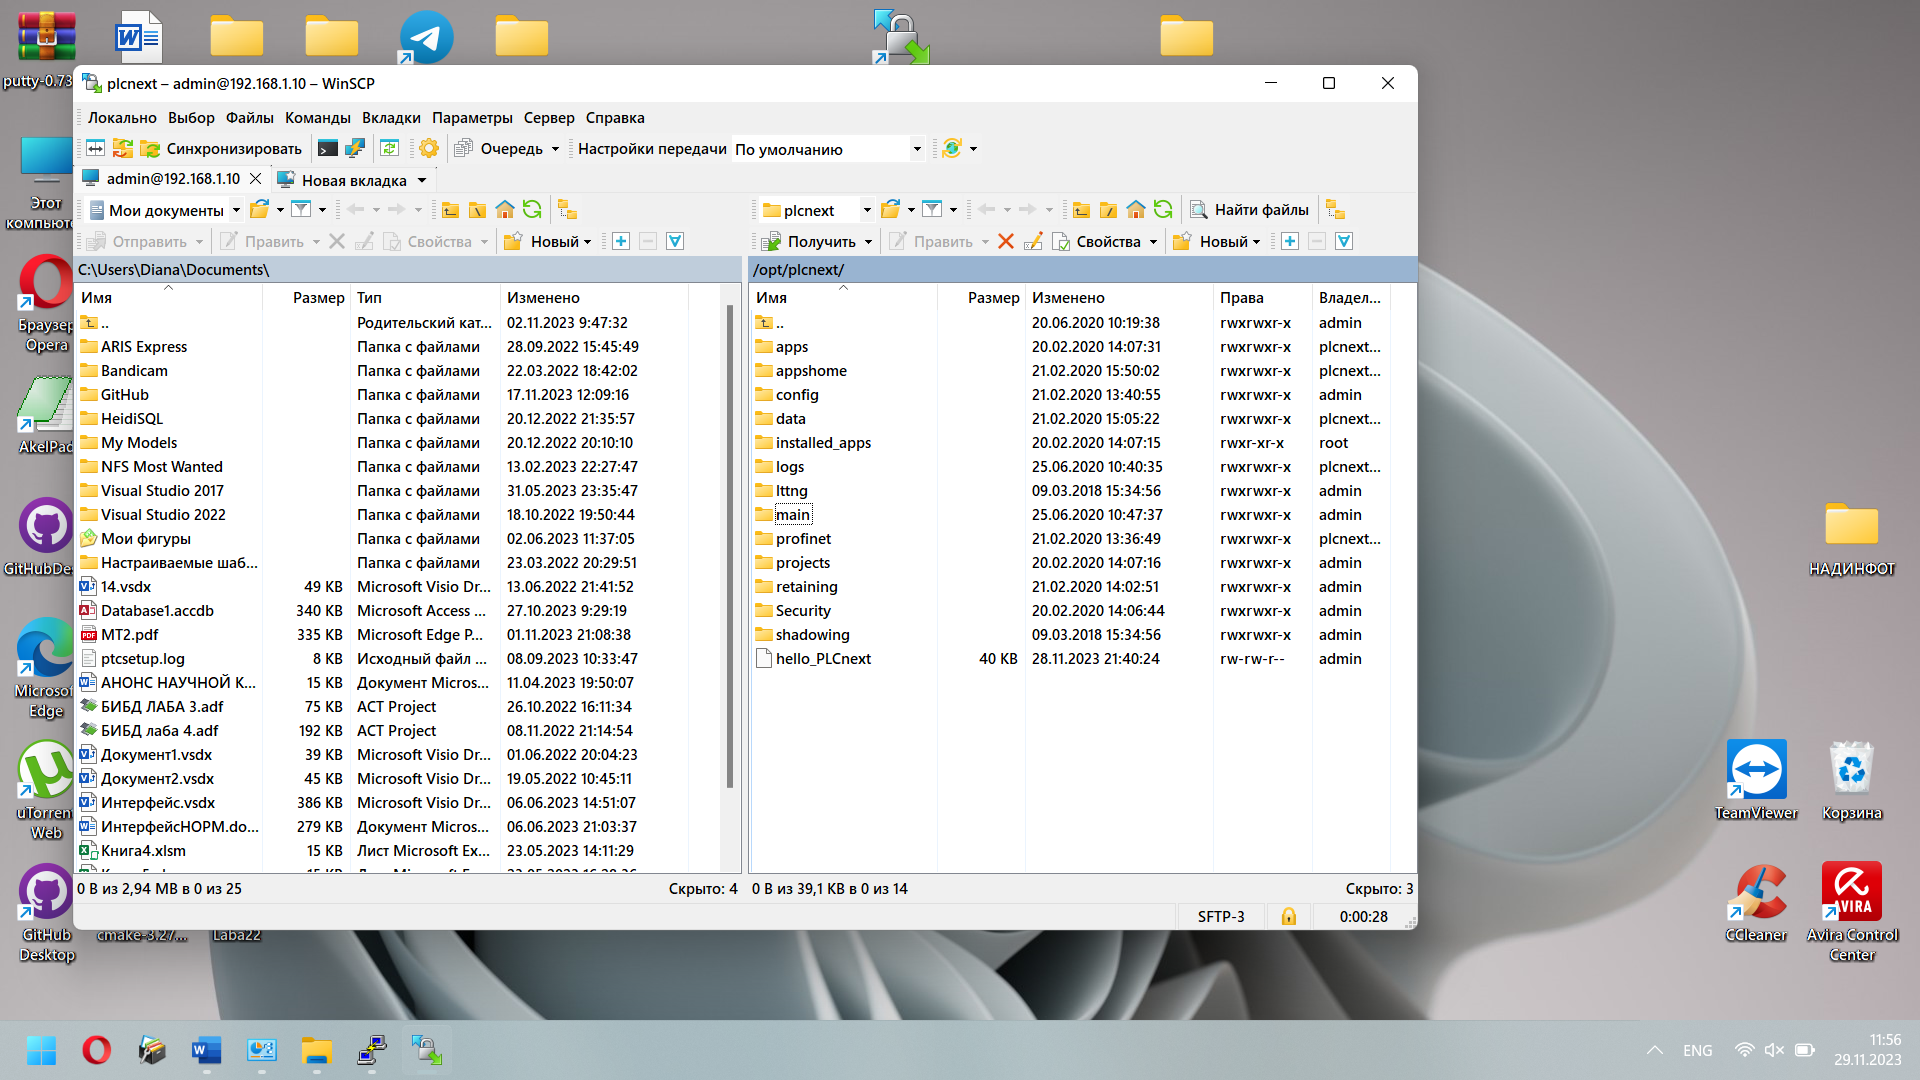 putty-0.73
plcnext – admin@192.168.1.10 – WinSCP
Локально Выбор Файлы Команды Вкладки Параметры Сервер Справка
Синхронизировать Очередь Настройки передачи По умолчанию
admin@192.168.1.10 Новая вкладка
Мои документы
plcnext Найти файлы
Отправить Править Свойства Новый
Получить Править Свойства Новый
C:\Users\Diana\Documents\
Имя Размер Тип Изменено
.. Родительский кат... 02.11.2023 9:47:32
ARIS Express Папка с файлами 28.09.2022 15:45:49
Bandicam Папка с файлами 22.03.2022 18:42:02
GitHub Папка с файлами 17.11.2023 12:09:16
HeidiSQL Папка с файлами 20.12.2022 21:35:57
My Models Папка с файлами 20.12.2022 20:10:10
NFS Most Wanted Папка с файлами 13.02.2023 22:27:47
Visual Studio 2017 Папка с файлами 31.05.2023 23:35:47
Visual Studio 2022 Папка с файлами 18.10.2022 19:50:44
Мои фигуры Папка с файлами 02.06.2023 11:37:05
Настраиваемые шаб... Папка с файлами 23.03.2022 20:29:51
14.vsdx 49 KB Microsoft Visio Dr... 13.06.2022 21:41:52
Database1.accdb 340 KB Microsoft Access ... 27.10.2023 9:29:19
MT2.pdf 335 KB Microsoft Edge P... 01.11.2023 21:08:38
ptcsetup.log 8 KB Исходный файл ... 08.09.2023 10:33:47
АНОНС НАУЧНОЙ К... 15 KB Документ Micros... 11.04.2023 19:50:07
БИБД ЛАБА 3.adf 75 KB ACT Project 26.10.2022 16:11:34
БИБД лаба 4.adf 192 KB ACT Project 08.11.2022 21:14:54
Документ1.vsdx 39 KB Microsoft Visio Dr... 01.06.2022 20:04:23
Документ2.vsdx 45 KB Microsoft Visio Dr... 19.05.2022 10:45:11
Интерфейс.vsdx 386 KB Microsoft Visio Dr... 06.06.2023 14:51:07
ИнтерфейсНОРМ.do... 279 KB Документ Micros... 06.06.2023 21:03:37
Книга4.xlsm 15 KB Лист Microsoft Ex... 23.05.2023 14:11:29
0 B из 2,94 MB в 0 из 25 Скрыто: 4
/opt/plcnext/
Имя Размер Изменено Права Владел...
.. 20.06.2020 10:19:38 rwxrwxr-x admin
apps 20.02.2020 14:07:31 rwxrwxr-x plcnext...
appshome 21.02.2020 15:50:02 rwxrwxr-x plcnext...
config 21.02.2020 13:40:55 rwxrwxr-x plcnext...
data 21.02.2020 15:05:22 rwxrwxr-x plcnext...
installed_apps 20.02.2020 14:07:15 rwxr-xr-x root
logs 25.06.2020 10:40:35 rwxrwxr-x plcnext...
lttng 09.03.2018 15:34:56 rwxrwxr-x admin
main 25.06.2020 10:47:37 rwxrwxr-x admin
profinet 21.02.2020 13:36:49 rwxrwxr-x plcnext...
projects 20.02.2020 14:07:16 rwxrwxr-x admin
retaining 21.02.2020 14:02:51 rwxrwxr-x admin
Security 20.02.2020 14:06:44 rwxrwxr-x admin
shadowing 09.03.2018 15:34:56 rwxrwxr-x admin
hello_PLCnext 40 KB 28.11.2023 21:40:24 rw-rw-r-- admin
0 B из 39,1 KB в 0 из 14 Скрыто: 3
SFTP-3 0:00:28
Этот
компьют
Браузер
Opera
AkelPad
GitHubDe
Microsof
Edge
uTorren
Web
GitHub
Desktop
cmake-3.27... Laba22
НАДИНФОТ
TeamViewer
Корзина
CCleaner
AVIRA
Avira Control
Center
ENG
11:56
29.11.2023